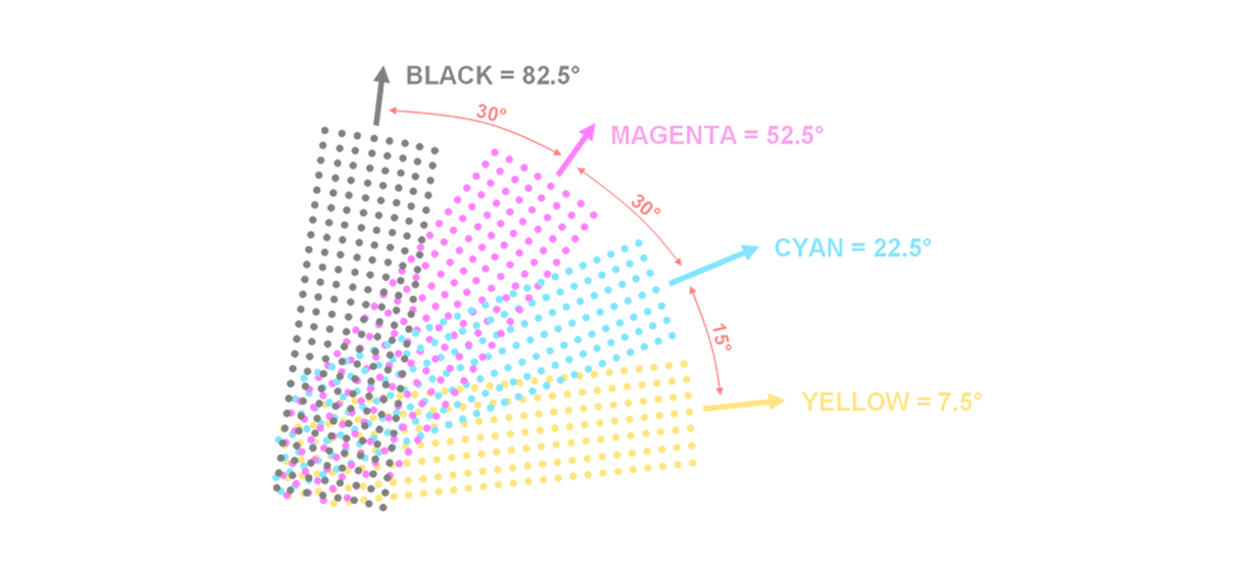 BLACK = 82.5°
30°
MAGENTA = 52.5°
30°
CYAN = 22.5°
15°
YELLOW = 7.5°